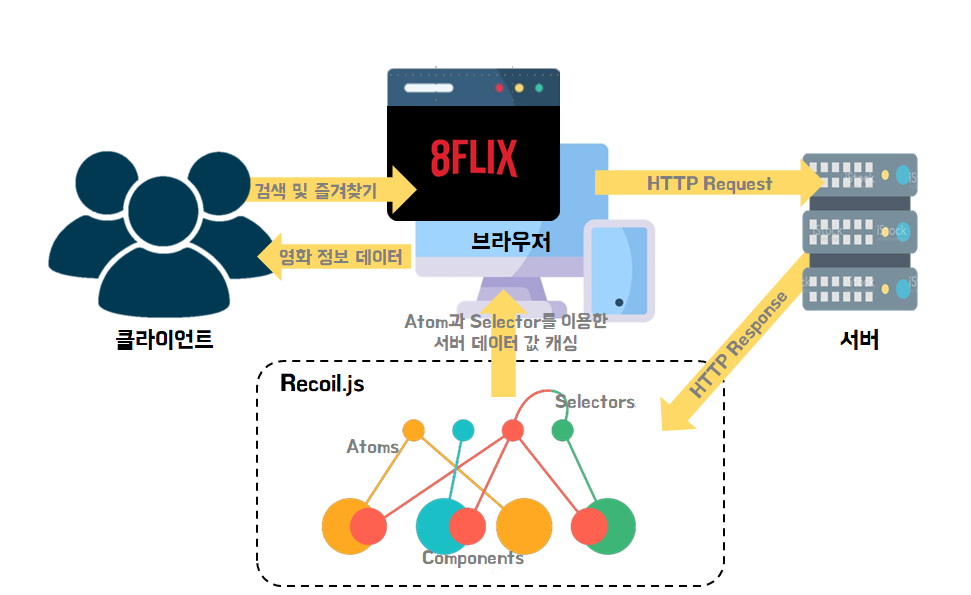 8FLIX
검색 및 즐겨찾기
HTTP Request
브라우저
영화 정보 데이터
iStock
iStock
클라이언트
Atom과 Selector를 이용한
서버 데이터 값 캐싱
HTTP Response
서버
Recoil.js
Selectors
Atoms
Components